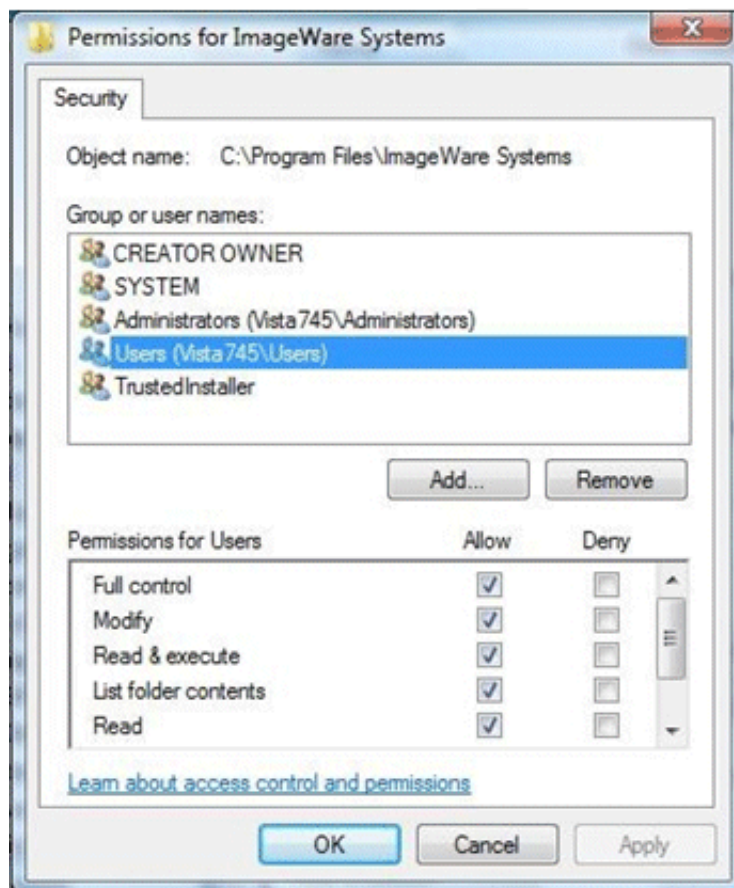 Permissions for ImageWare Systems
Security
Object name: C:\Program Files\ImageWare Systems
Group or user names:
CREATOR OWNER
SYSTEM
Administrators (Vista745\Administrators)
Users (Vista745\Users)
TrustedInstaller
Add... Remove
Permissions for Users Allow Deny
Full control
Modify
Read & execute
List folder contents
Read
Learn about access control and permissions
OK Cancel Apply